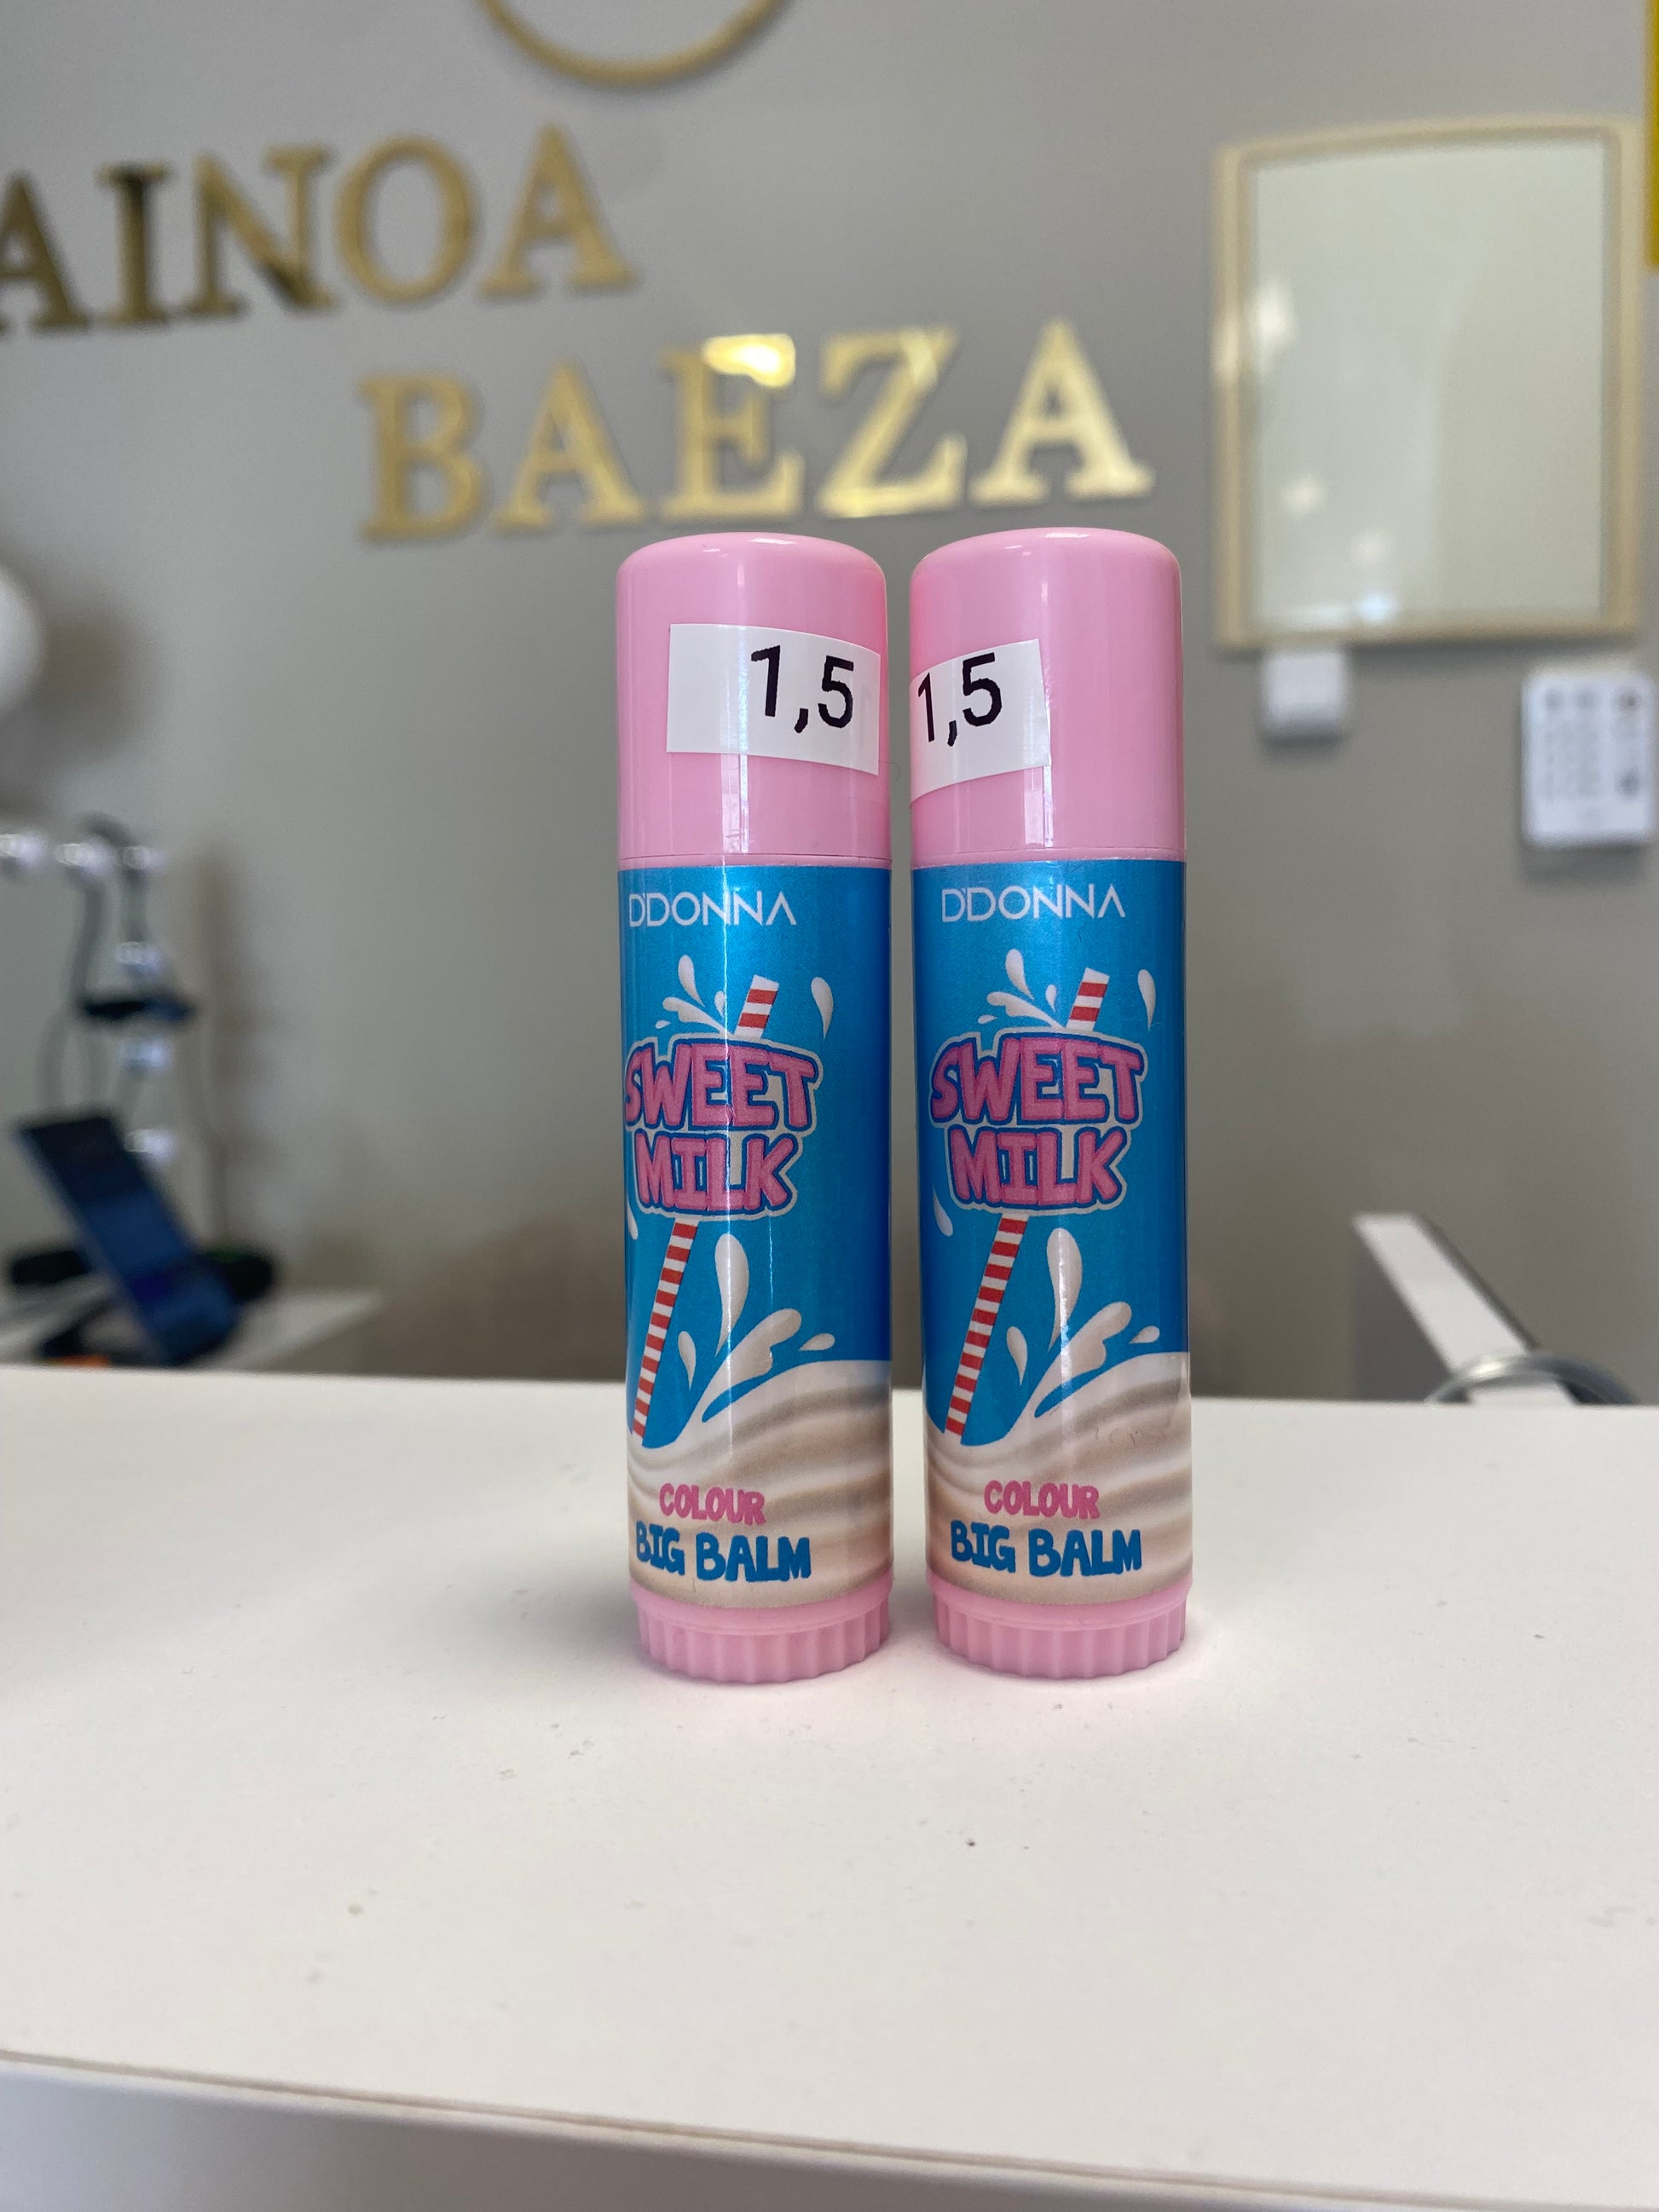 AINOA
BAEZA
1,5
D'DONNA
SWEET
MILK
COLOUR
BIG BALM
1,5
D'DONNA
SWEET
MILK
COLOUR
BIG BALM